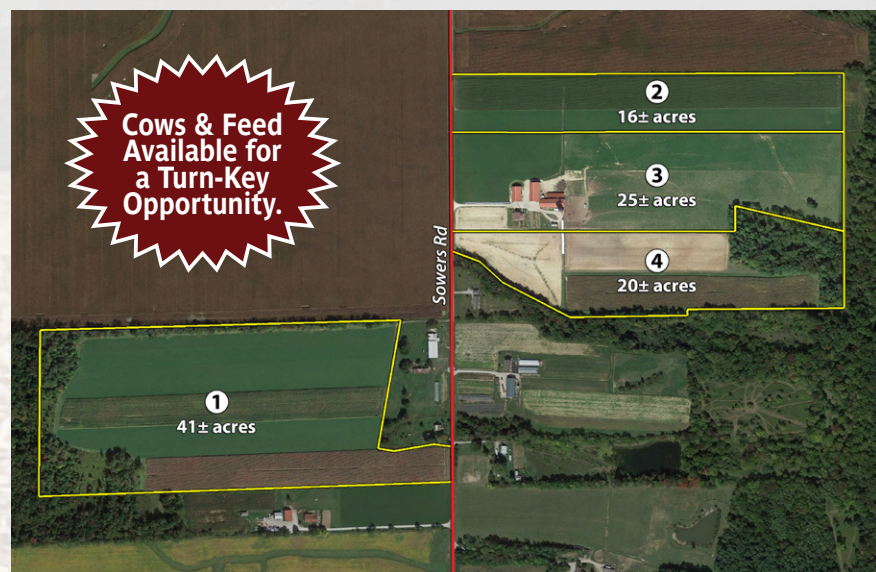 Cows & Feed
Available for
a Turn-Key
Opportunity.
2
16± acres
3
25± acres
Sowers Rd
4
20± acres
1
41± acres